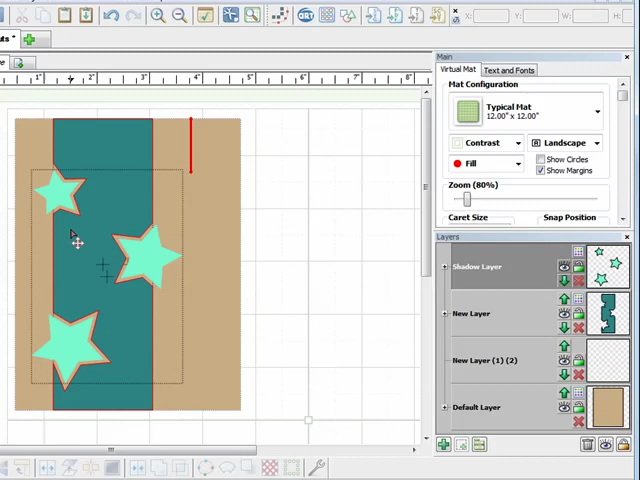 X:
Y:
W:
uts *
e
1" 2" 3" 4" 5" 6" 7" 8"
Main
Virtual Mat
Text and Fonts
Mat Configuration
Typical Mat
12.00" x 12.00"
Contrast
Landscape
Fill
Show Circles
Show Margins
Zoom (80%)
Caret Size
Snap Position
Layers
Shadow Layer
New Layer
New Layer (1) (2)
Default Layer